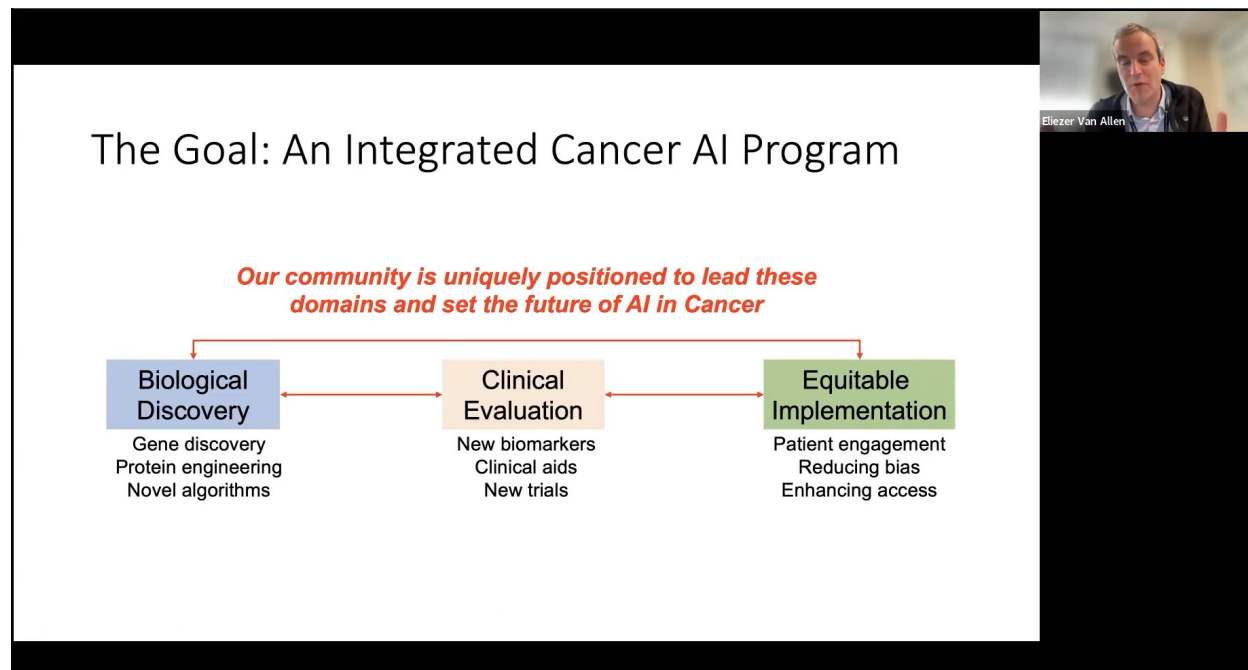 The Goal: An Integrated Cancer AI Program
Eliezer Van Allen
Our community is uniquely positioned to lead these
domains and set the future of AI in Cancer
Biological
Discovery
Gene discovery
Protein engineering
Novel algorithms
Clinical
Evaluation
New biomarkers
Clinical aids
New trials
Equitable
Implementation
Patient engagement
Reducing bias
Enhancing access